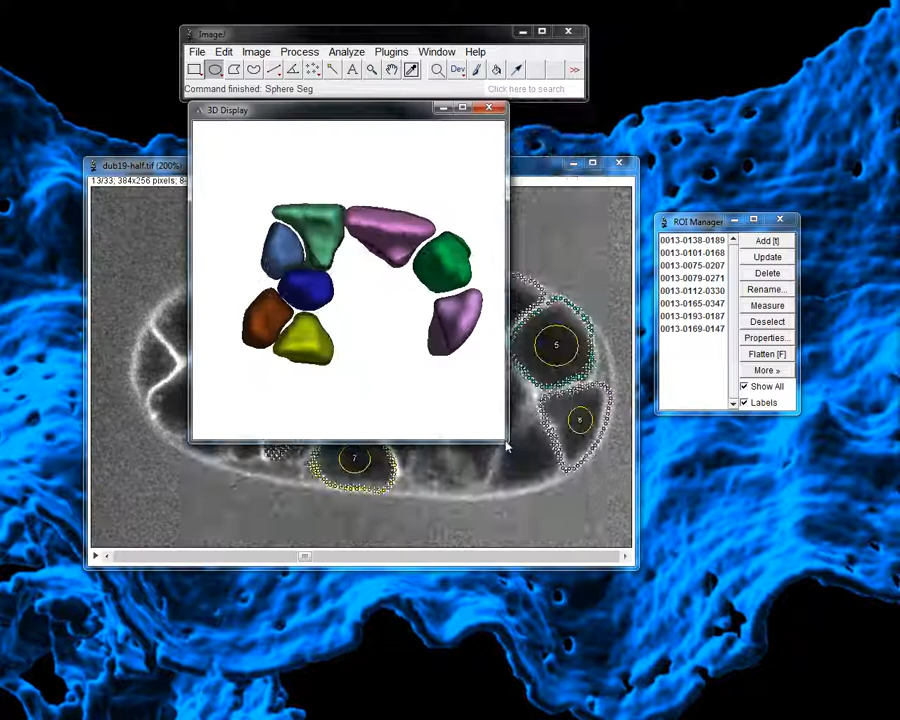 ImageJ
File Edit Image Process Analyze Plugins Window Help
A Dev >>
Command finished: Sphere Seg Click here to search
3D Display
dub19-half.tif (200%)
13/33; 384x256 pixels; 8-
5
6
7
ROI Manager
0013-0138-0189
0013-0101-0168
0013-0075-0207
0013-0079-0271
0013-0112-0330
0013-0165-0347
0013-0193-0187
0013-0169-0147
Add [t]
Update
Delete
Rename...
Measure
Deselect
Properties...
Flatten [F]
More »
Show All
Labels